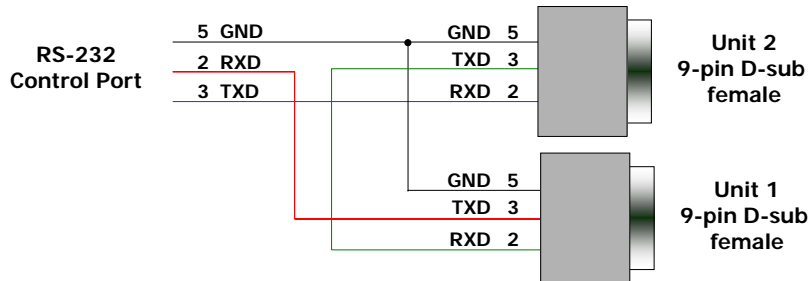 RS-232
Control Port
5 GND
2 RXD
3 TXD
GND 5
TXD 3
RXD 2
Unit 2
9-pin D-sub
female
GND 5
TXD 3
RXD 2
Unit 1
9-pin D-sub
female